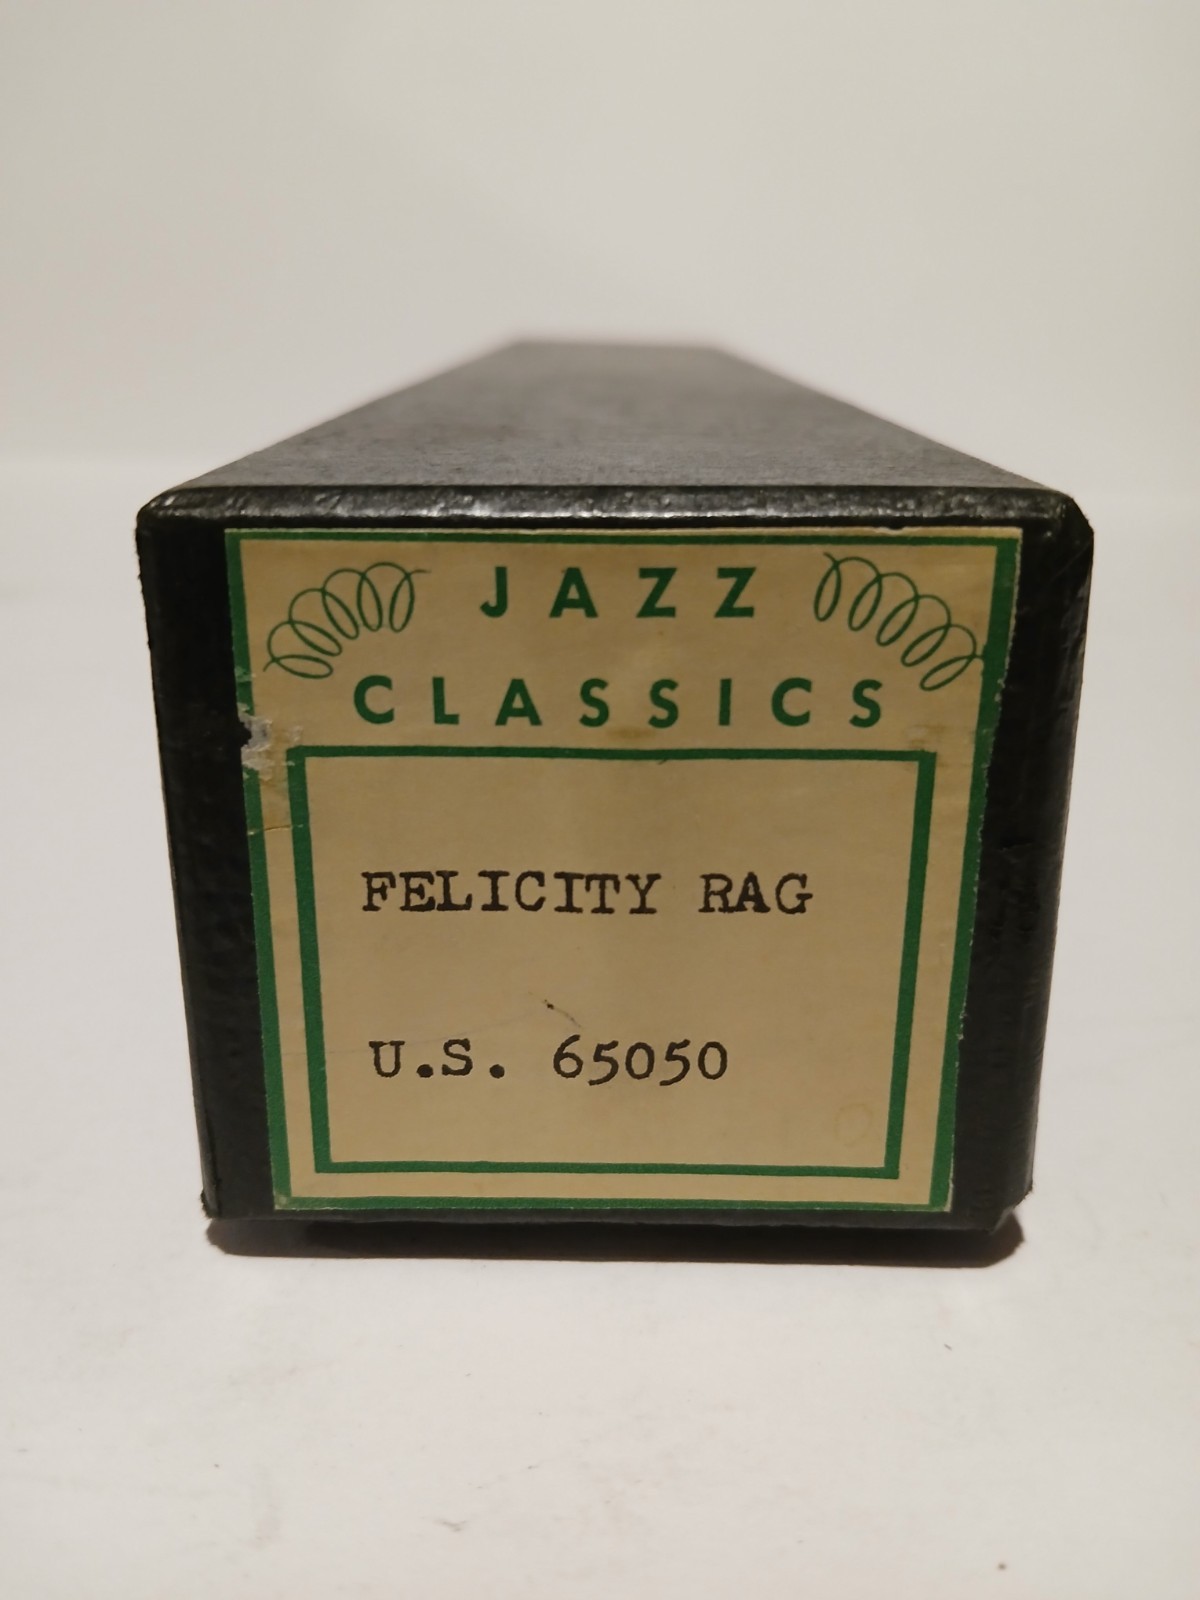 JAZZ
CLASSICS
FELICITY RAG
U.S. 65050